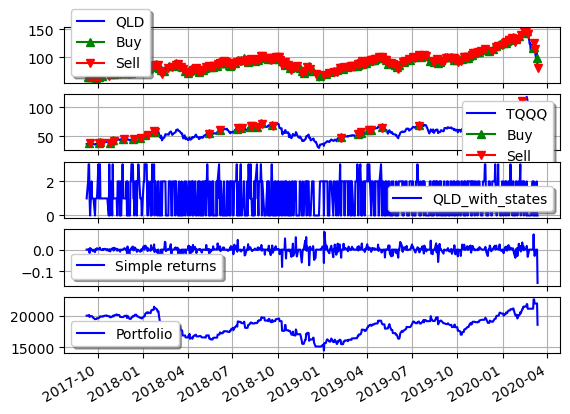 150
100
QLD
Buy
Sell
100
50
TQQQ
Buy
Sell
2
0
QLD_with_states
0.0
−0.1
Simple returns
20000
15000
Portfolio
2017-10
2018-01
2018-04
2018-07
2018-10
2019-01
2019-04
2019-07
2019-10
2020-01
2020-04